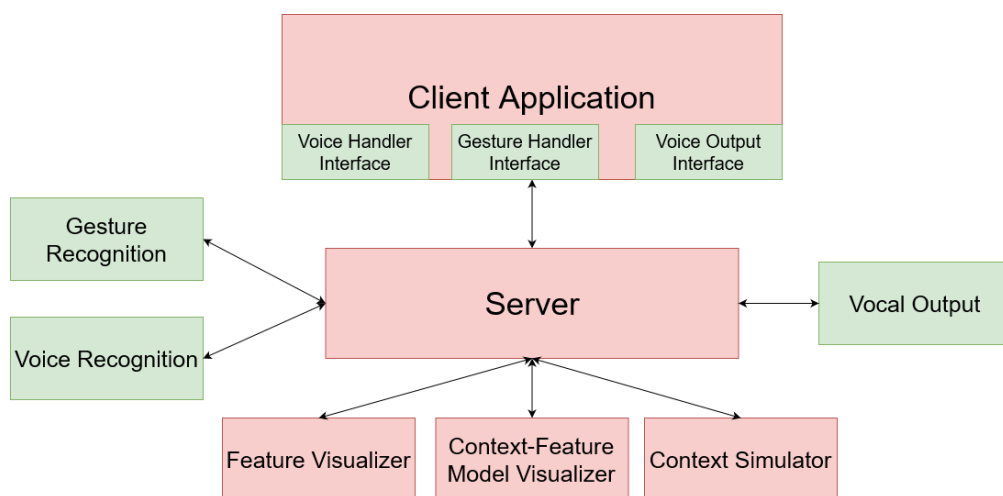 Client Application
Voice Handler
Interface
Gesture Handler
Interface
Voice Output
Interface
Gesture
Recognition
Voice Recognition
Server
Vocal Output
Feature Visualizer
Context-Feature
Model Visualizer
Context Simulator